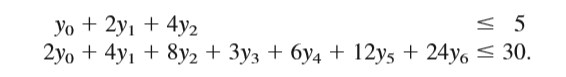 y₀ + 2y₁ + 4y₂ ≤ 5
2y₀ + 4y₁ + 8y₂ + 3y₃ + 6y₄ + 12y₅ + 24y₆ ≤ 30.